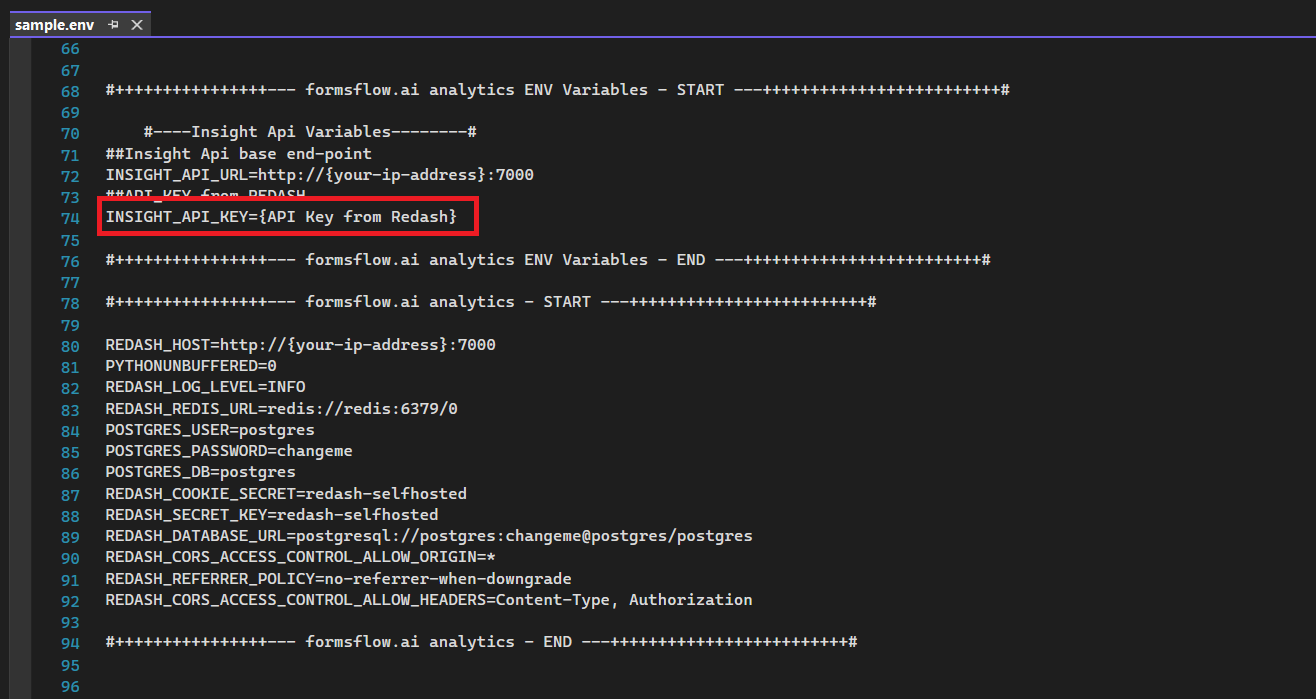 sample.env
66
67
68 #++++++++++++++++--- formsflow.ai analytics ENV Variables - START ---+++++++++++++++++++++++++#
69
70 #----Insight Api Variables--------#
71 ##Insight Api base end-point
72 INSIGHT_API_URL=http://{your-ip-address}:7000
73 ##API_KEY from REDASH
74 INSIGHT_API_KEY={API Key from Redash}
75
76 #++++++++++++++++--- formsflow.ai analytics ENV Variables - END ---+++++++++++++++++++++++++#
77
78 #++++++++++++++++--- formsflow.ai analytics - START ---+++++++++++++++++++++++++#
79
80 REDASH_HOST=http://{your-ip-address}:7000
81 PYTHONUNBUFFERED=0
82 REDASH_LOG_LEVEL=INFO
83 REDASH_REDIS_URL=redis://redis:6379/0
84 POSTGRES_USER=postgres
85 POSTGRES_PASSWORD=changeme
86 POSTGRES_DB=postgres
87 REDASH_COOKIE_SECRET=redash-selfhosted
88 REDASH_SECRET_KEY=redash-selfhosted
89 REDASH_DATABASE_URL=postgresql://postgres:changeme@postgres/postgres
90 REDASH_CORS_ACCESS_CONTROL_ALLOW_ORIGIN=*
91 REDASH_REFERRER_POLICY=no-referrer-when-downgrade
92 REDASH_CORS_ACCESS_CONTROL_ALLOW_HEADERS=Content-Type, Authorization
93
94 #++++++++++++++++--- formsflow.ai analytics - END ---+++++++++++++++++++++++++#
95
96